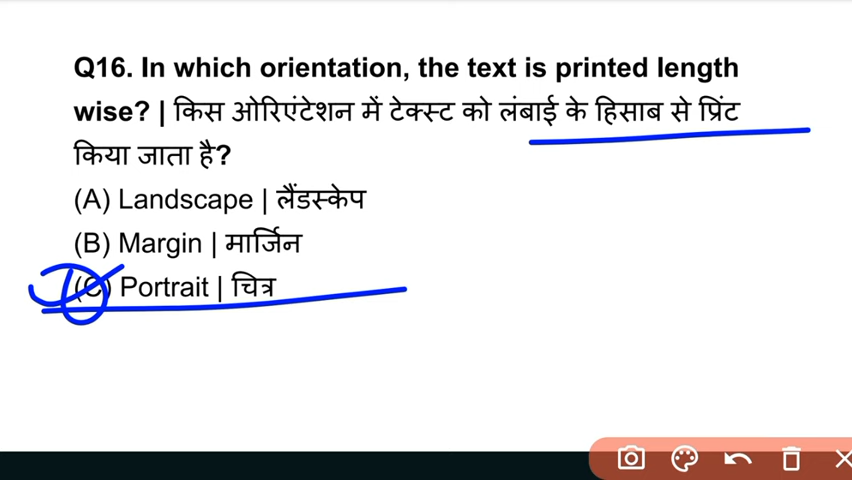 Q16. In which orientation, the text is printed length
wise? | किस ओरिएंटेशन में टेक्स्ट को लंबाई के हिसाब से प्रिंट
किया जाता है?
(A) Landscape | लैंडस्केप
(B) Margin | मार्जिन
(C) Portrait | चित्र